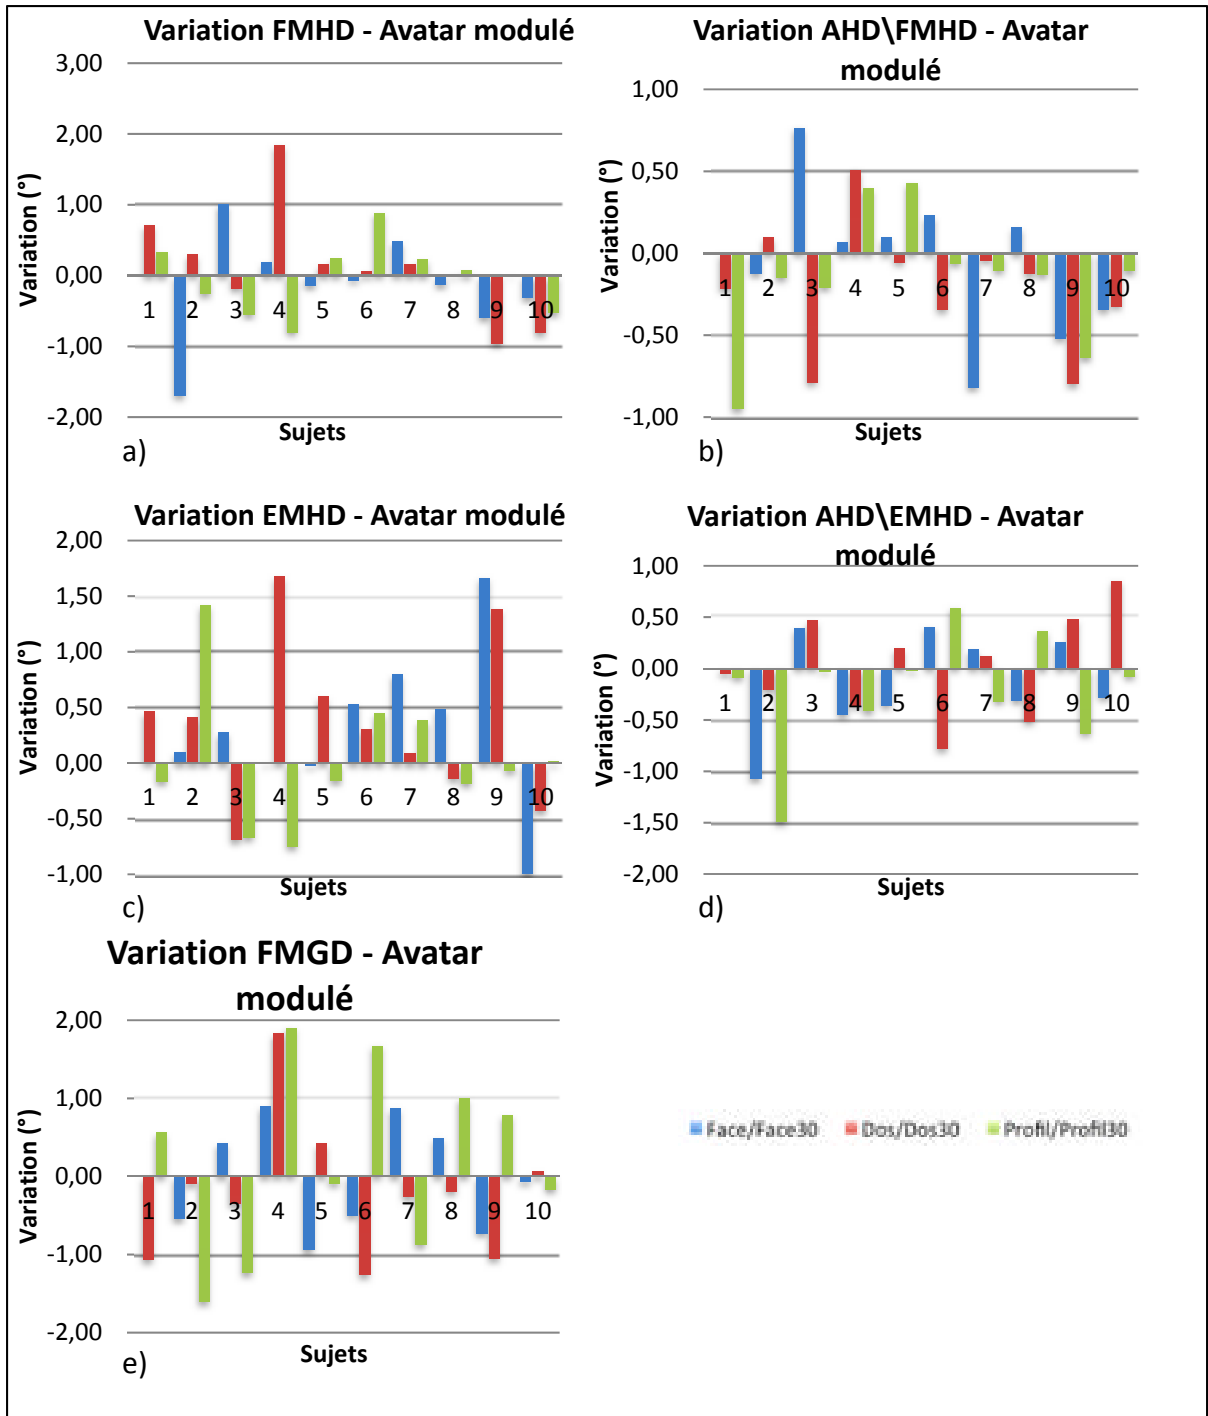 Variation FMHD - Avatar modulé
3,00
2,00
1,00
0,00
-1,00
-2,00
Variation (°)
1 2 3 4 5 6 7 8 9 10
Sujets
a)
Variation AHD\FMHD - Avatar
modulé
1,00
0,50
0,00
-0,50
-1,00
Variation (°)
1 2 3 4 5 6 7 8 9 10
Sujets
b)
Variation EMHD - Avatar modulé
2,00
1,50
1,00
0,50
0,00
-0,50
-1,00
Variation (°)
1 2 3 4 5 6 7 8 9 10
Sujets
c)
Variation AHD\EMHD - Avatar
modulé
1,00
0,50
0,00
-0,50
-1,00
-1,50
-2,00
Variation (°)
1 2 3 4 5 6 7 8 9 10
Sujets
d)
Variation FMGD - Avatar
modulé
2,00
1,00
0,00
-1,00
-2,00
Variation (°)
1 2 3 4 5 6 7 8 9 10
Sujets
e)
Face/Face30 Dos/Dos30 Profil/Profil30